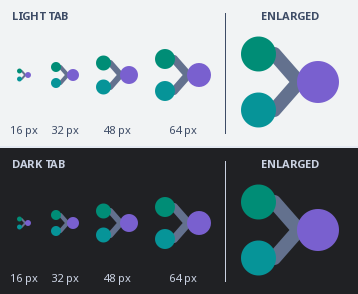 LIGHT TAB
ENLARGED
16 px 32 px 48 px 64 px
DARK TAB
ENLARGED
16 px 32 px 48 px 64 px